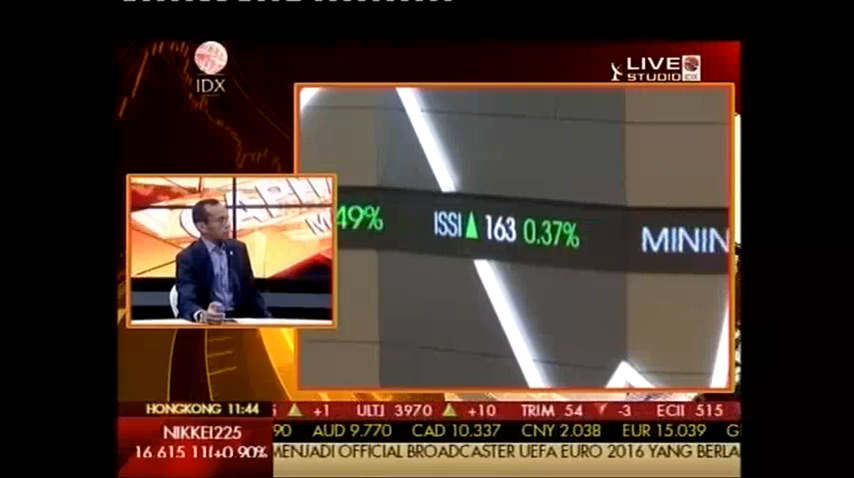 IDX
LIVE
STUDIO IDX
49%
ISSI ▲ 163 0.37%
MININ
HONGKONG 11:44
▲ +1 ULTJ 3970 ▲ +10 TRIM 54 ▼ -3 ECII 515
NIKKEI225
90 AUD 9.770 CAD 10.337 CNY 2.038 EUR 15.039 G
16.615 11(+0.90%
MENJADI OFFICIAL BROADCASTER UEFA EURO 2016 YANG BERLA